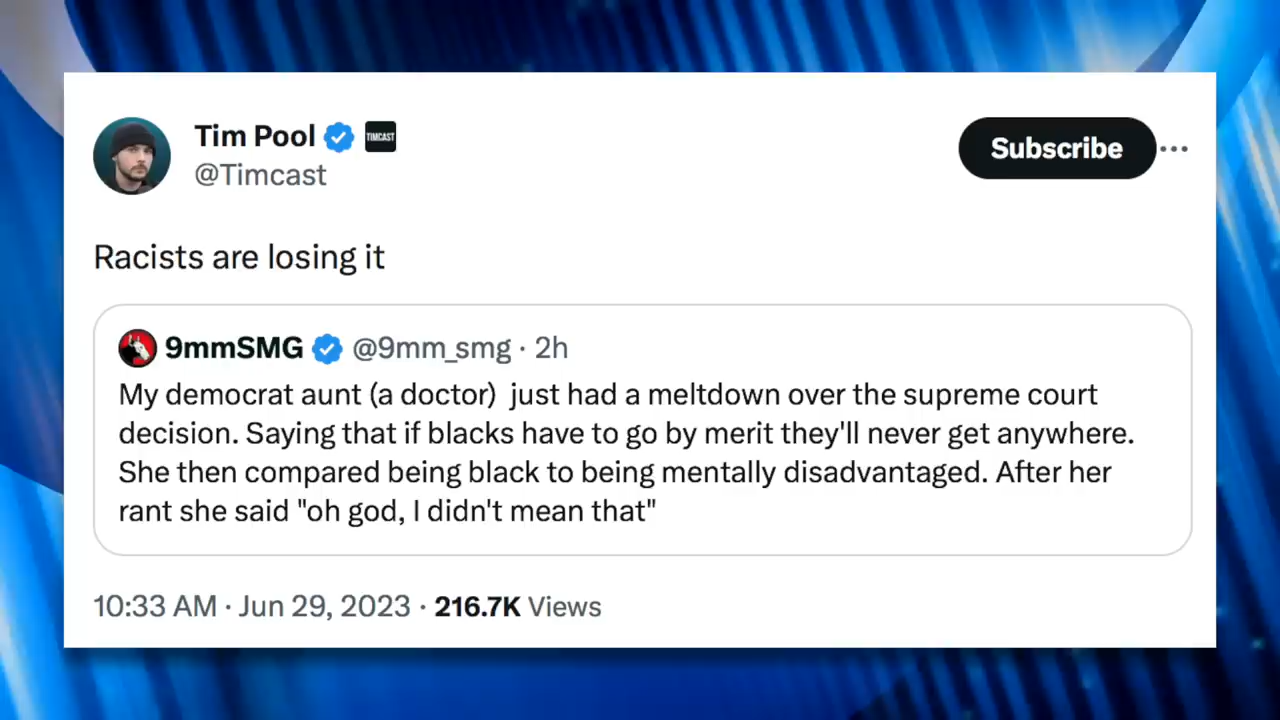 Tim Pool TIMCAST
@Timcast
Subscribe
Racists are losing it
9mmSMG @9mm_smg · 2h
My democrat aunt (a doctor)  just had a meltdown over the supreme court
decision. Saying that if blacks have to go by merit they'll never get anywhere.
She then compared being black to being mentally disadvantaged. After her
rant she said "oh god, I didn't mean that"
10:33 AM · Jun 29, 2023 · 216.7K Views